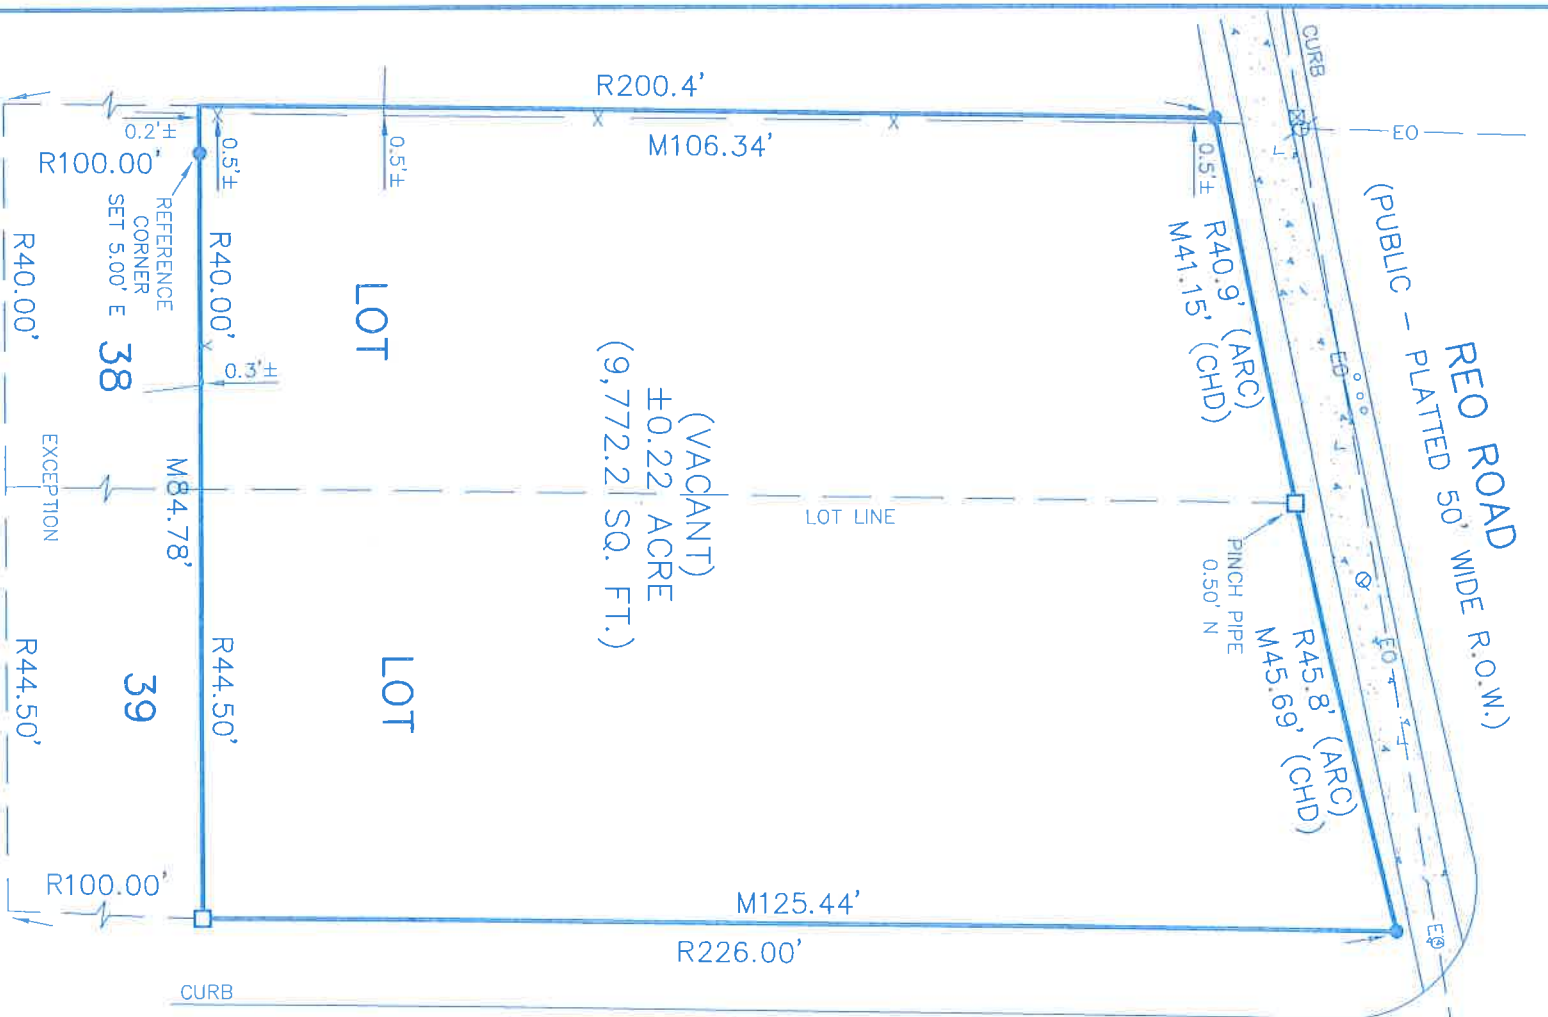 CURB
R200.4'
M106.34'
EO
(PUBLIC - PLATTED 50' WIDE R.O.W.)
REO ROAD
0.2'±
0.5'±
0.5'±
0.5'±
R100.00'
REFERENCE
CORNER
SET 5.00' E
R40.00'
R40.00'
R40.9' (ARC)
M41.15' (CHD)
LOT
38
0.3'±
EO
(VACANT)
±0.22 ACRE
(9,772.2 SQ. FT.)
EXCEPTION
M84.78'
LOT LINE
PINCH PIPE
0.50' N
R45.8' (ARC)
M45.69' (CHD)
EO
LOT
39
R44.50'
R44.50'
R100.00'
M125.44'
R226.00'
CURB